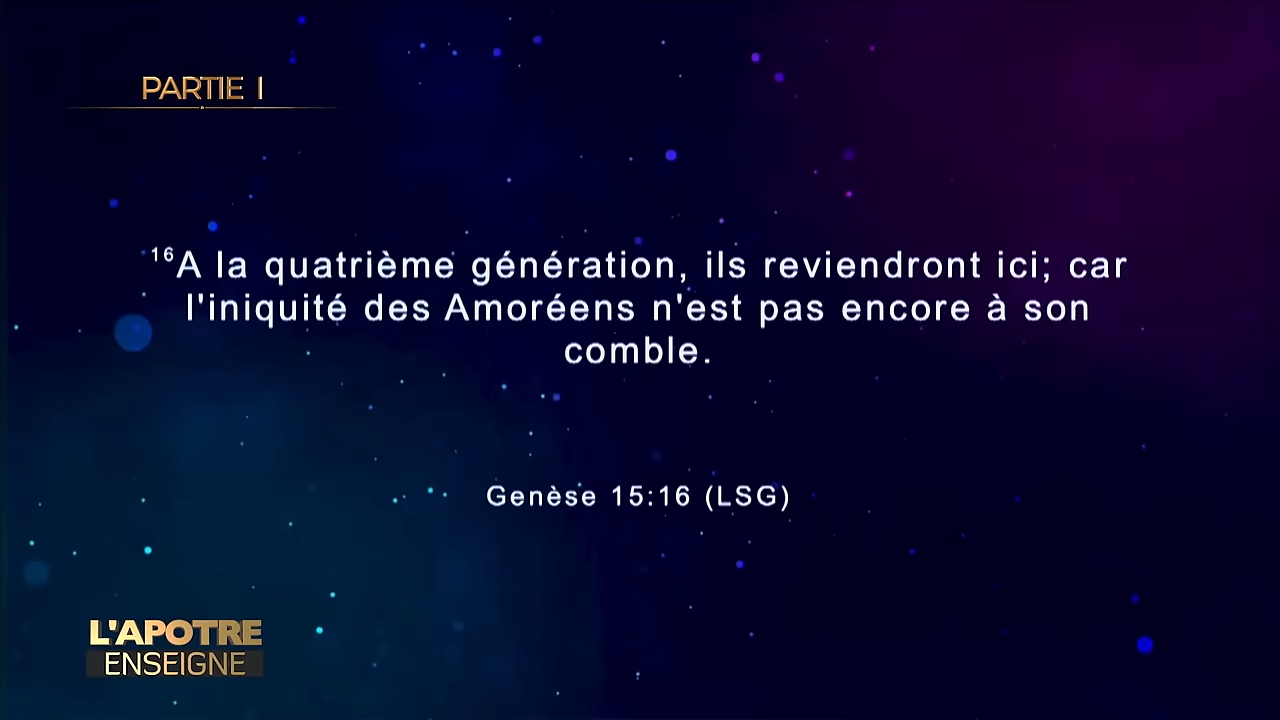 PARTIE I
16A la quatrième génération, ils reviendront ici; car
l'iniquité des Amoréens n'est pas encore à son
comble.
Genèse 15:16 (LSG)
L'APOTRE
ENSEIGNE